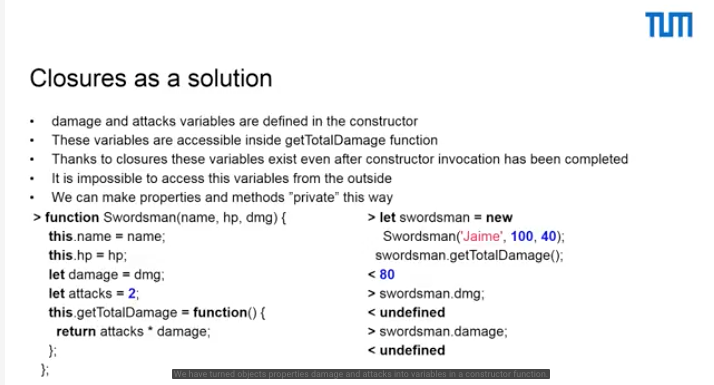 TUM
Closures as a solution
• damage and attacks variables are defined in the constructor
• These variables are accessible inside getTotalDamage function
• Thanks to closures these variables exist even after constructor invocation has been completed
• It is impossible to access this variables from the outside
• We can make properties and methods ”private” this way
> function Swordsman(name, hp, dmg) {
this.name = name;
this.hp = hp;
let damage = dmg;
let attacks = 2;
this.getTotalDamage = function() {
return attacks * damage;
};
};
> let swordsman = new
Swordsman('Jaime', 100, 40);
swordsman.getTotalDamage();
< 80
> swordsman.dmg;
< undefined
> swordsman.damage;
< undefined
We have turned objects properties damage and attacks into variables in a constructor function.